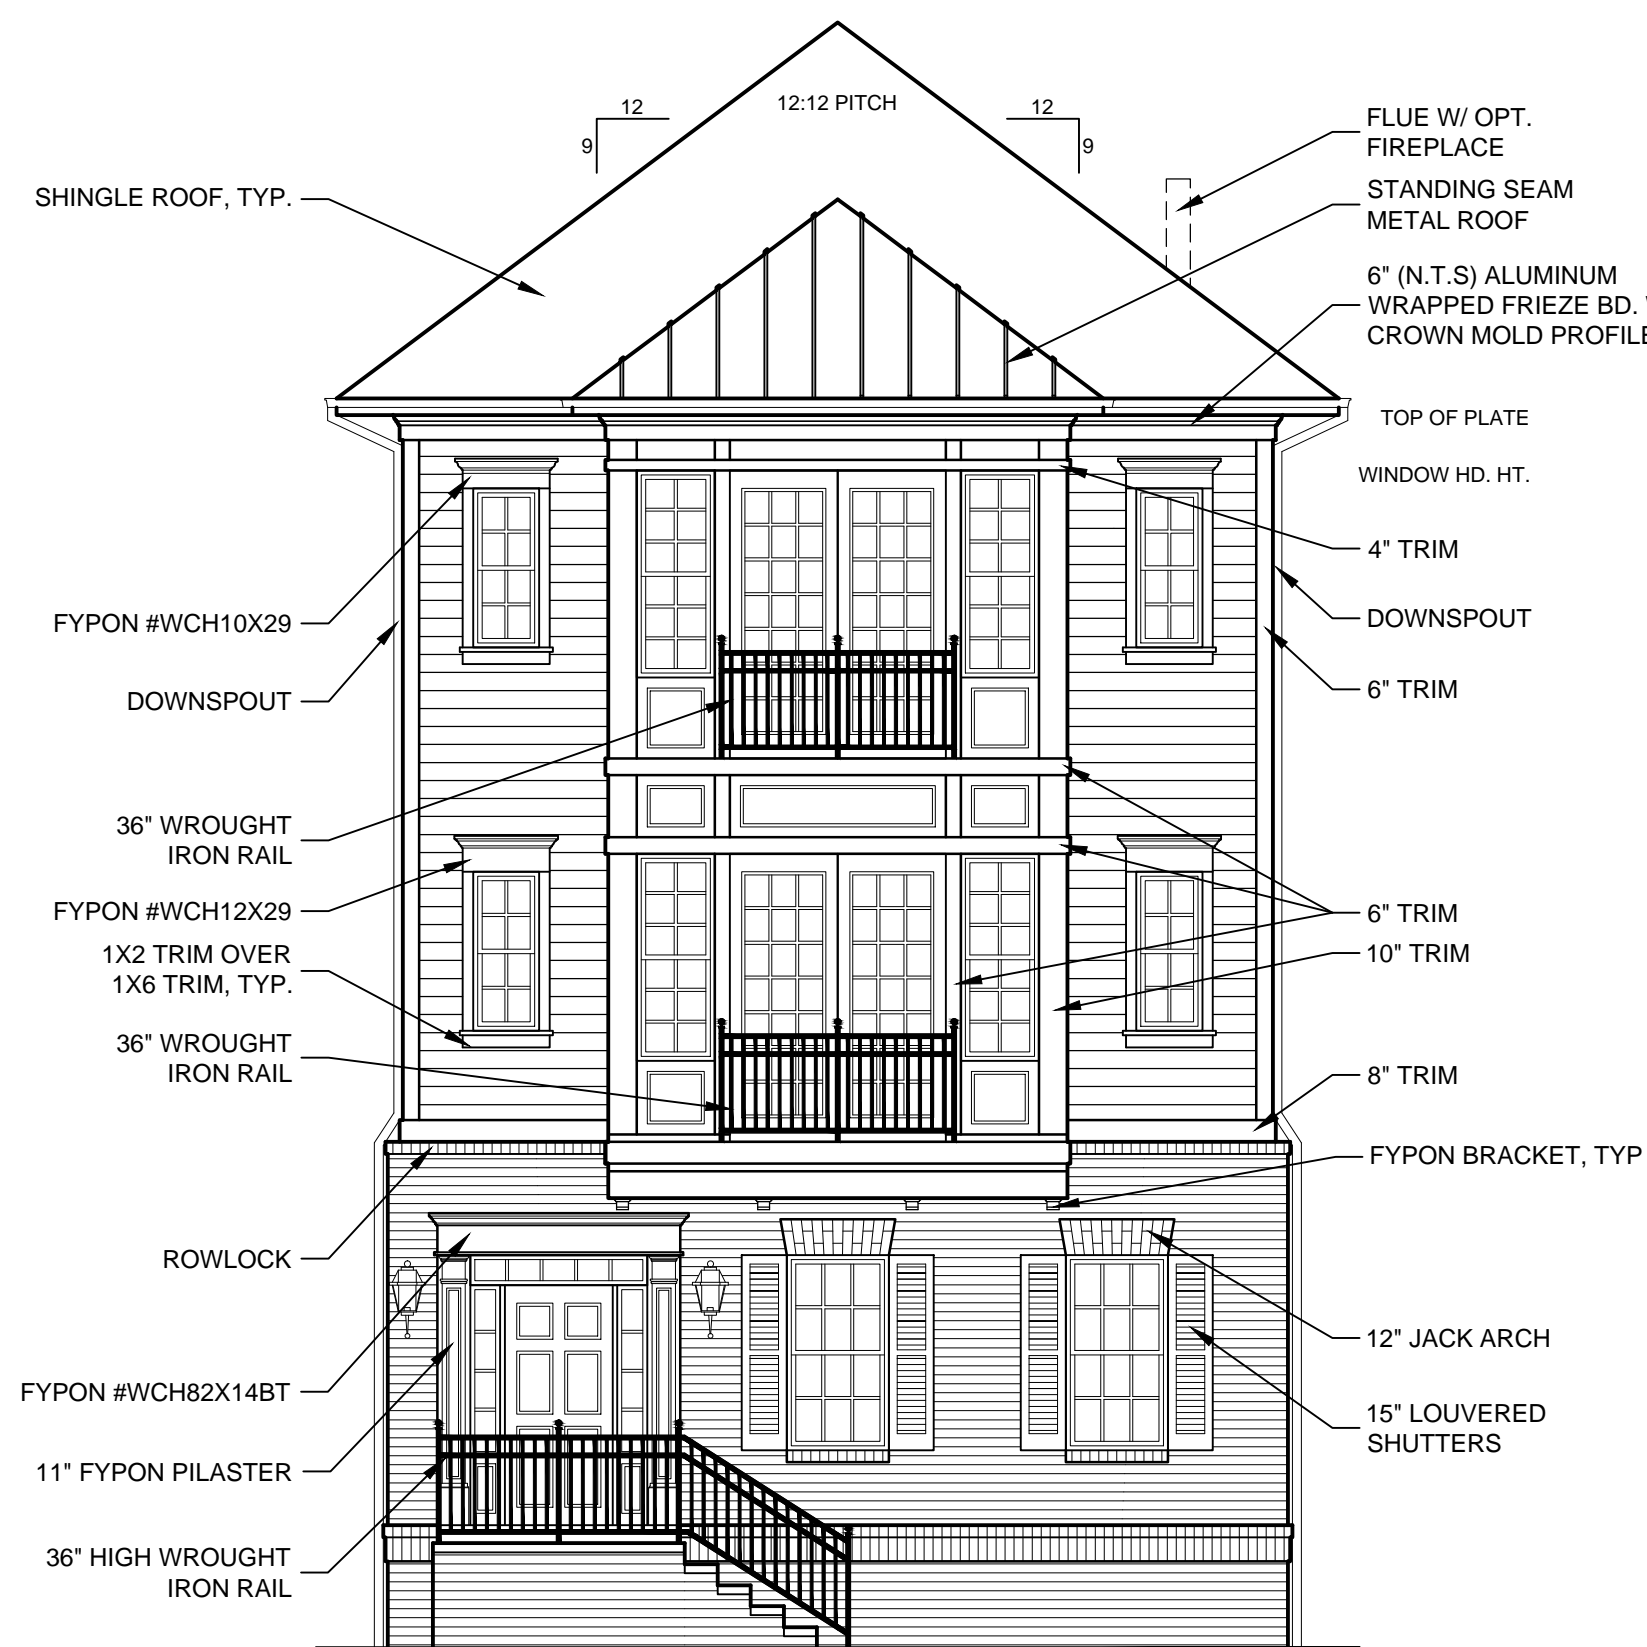 12:12 PITCH
12
9
12
9
SHINGLE ROOF, TYP.
FYPON #WCH10X29
DOWNSPOUT
36" WROUGHT
IRON RAIL
FYPON #WCH12X29
1X2 TRIM OVER
1X6 TRIM, TYP.
36" WROUGHT
IRON RAIL
ROWLOCK
FYPON #WCH82X14BT
11" FYPON PILASTER
36" HIGH WROUGHT
IRON RAIL
FLUE W/ OPT.
FIREPLACE
STANDING SEAM
METAL ROOF
6" (N.T.S) ALUMINUM
WRAPPED FRIEZE BD.
CROWN MOLD PROFILE
TOP OF PLATE
WINDOW HD. HT.
4" TRIM
DOWNSPOUT
6" TRIM
6" TRIM
10" TRIM
8" TRIM
FYPON BRACKET, TYP
12" JACK ARCH
15" LOUVERED
SHUTTERS